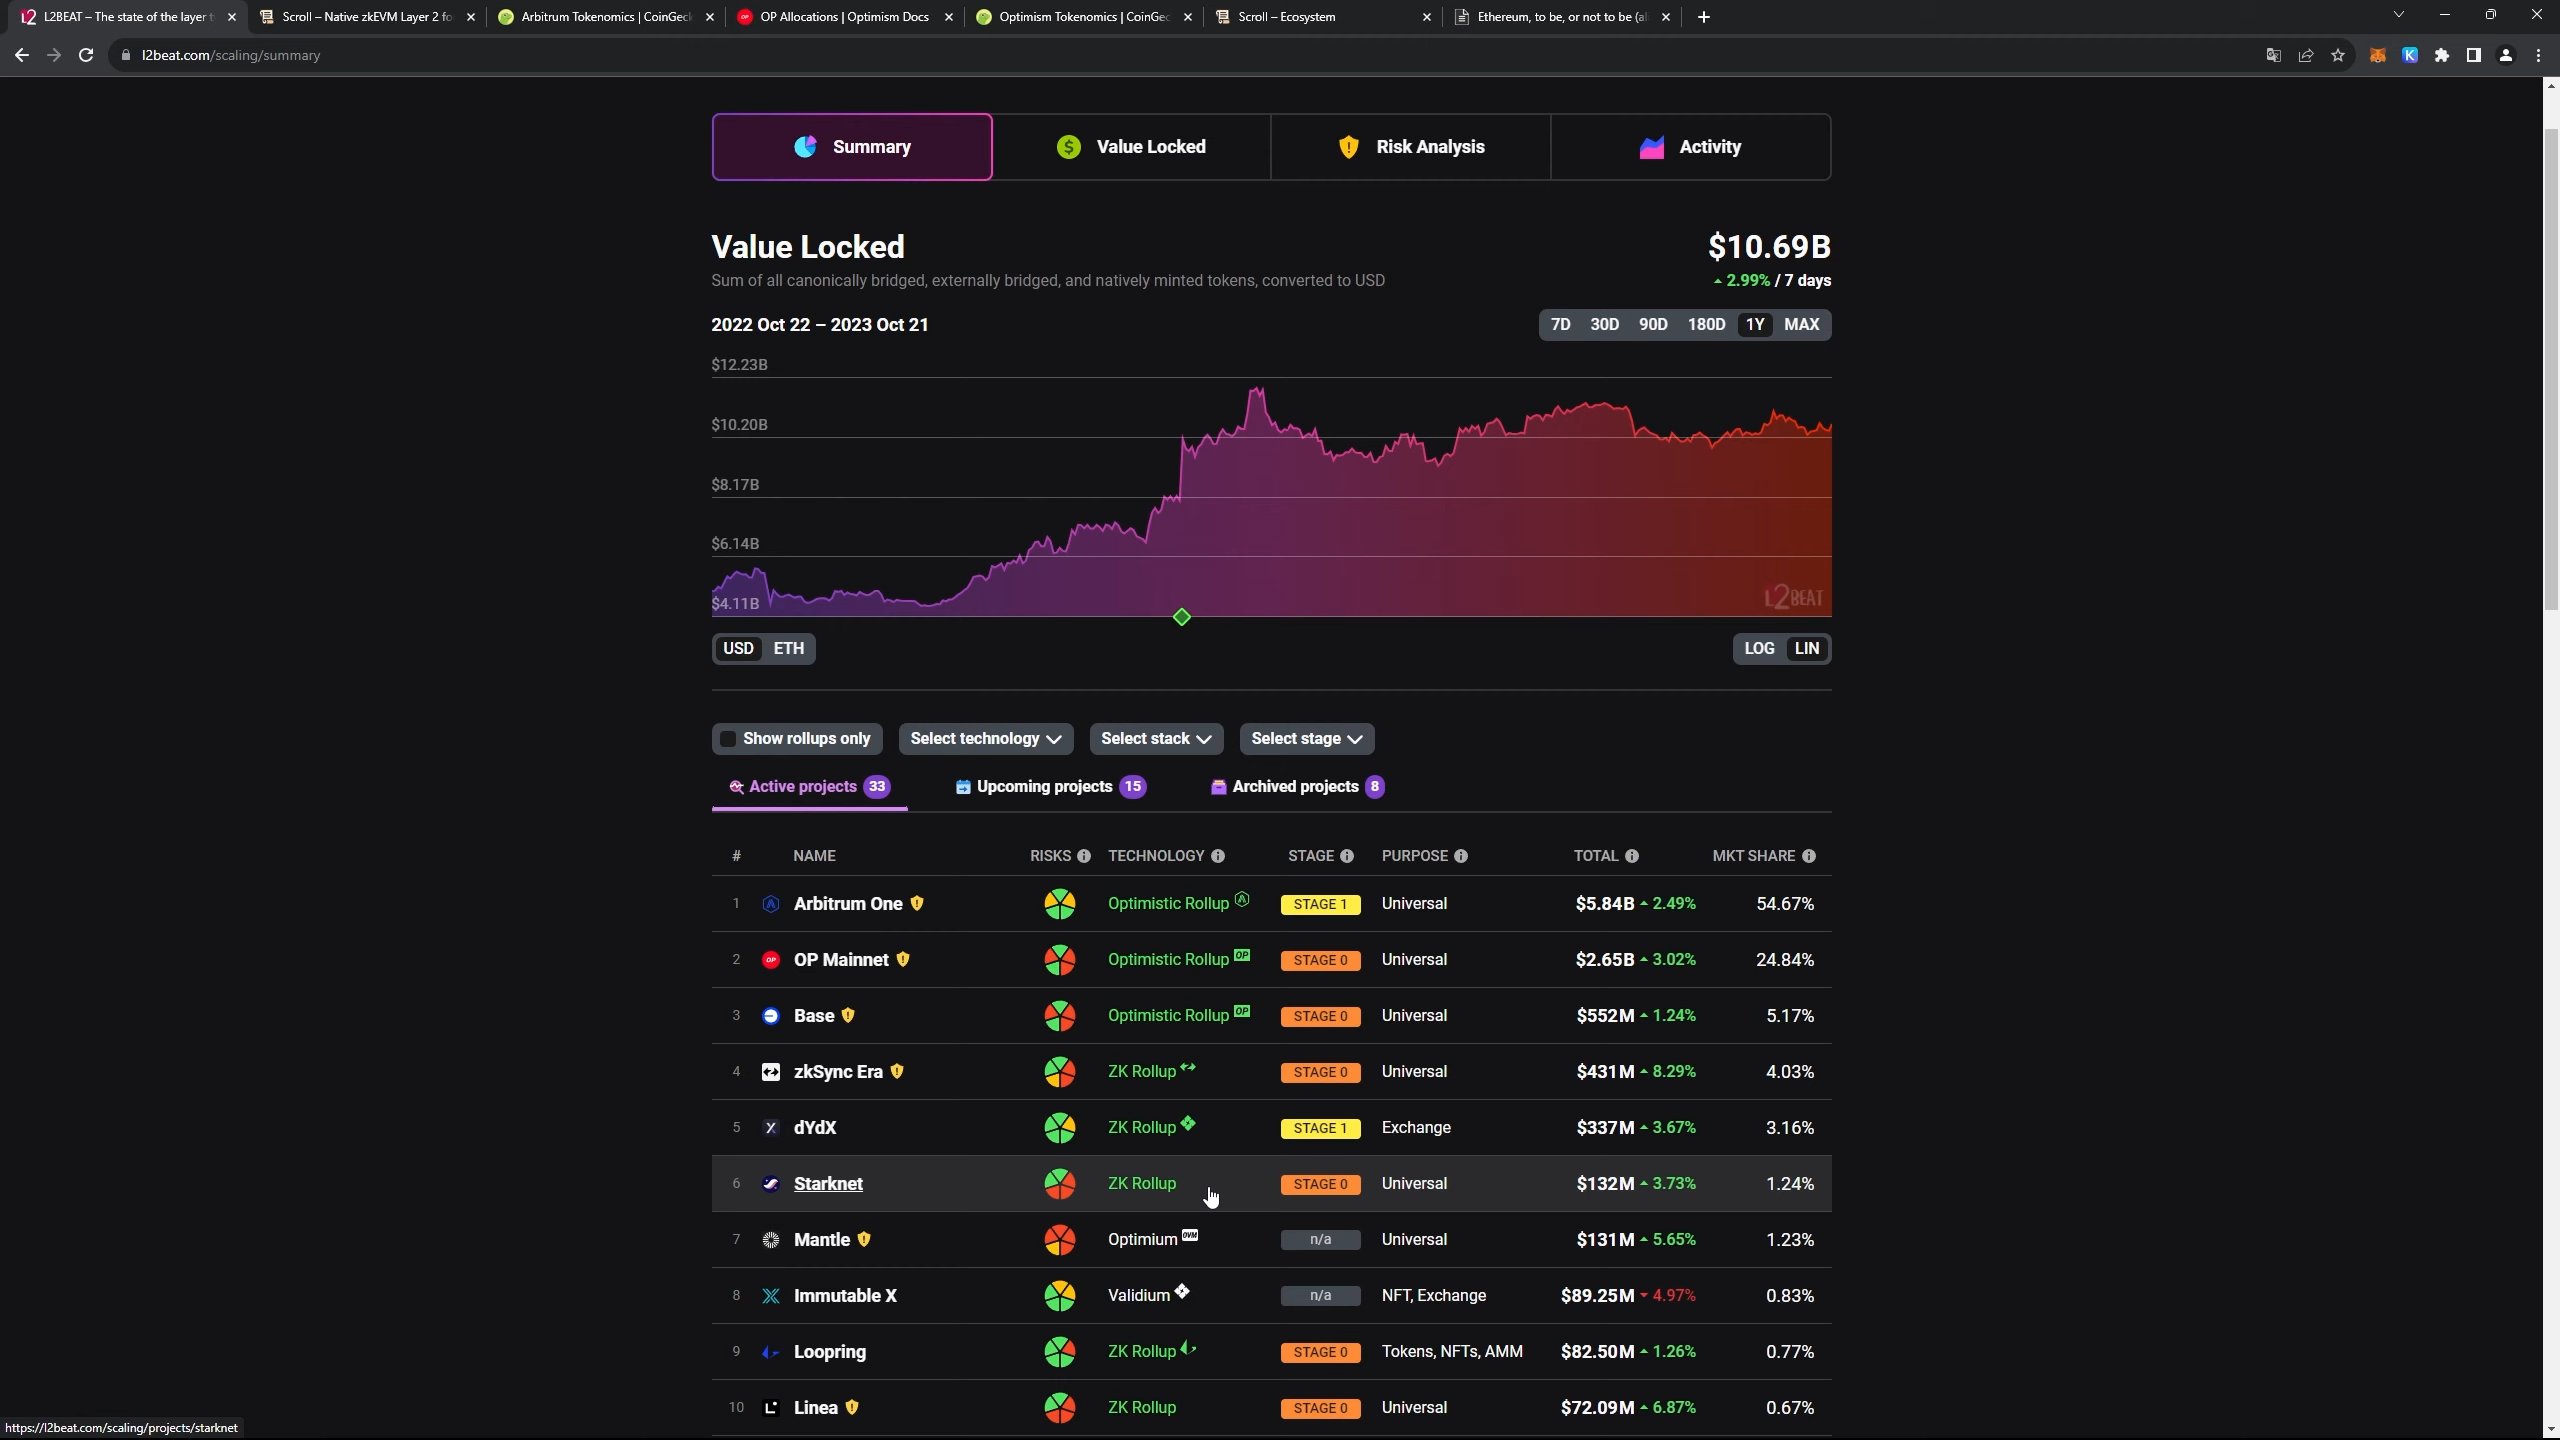 L2BEAT – The state of the layer t
Scroll – Native zkEVM Layer 2 fo
Arbitrum Tokenomics | CoinGeck
OP Allocations | Optimism Docs
Optimism Tokenomics | CoinGec
Scroll – Ecosystem
Ethereum, to be, or not to be (al
l2beat.com/scaling/summary
Summary
Value Locked
Risk Analysis
Activity
Value Locked
$10.69B
Sum of all canonically bridged, externally bridged, and natively minted tokens, converted to USD
2.99% / 7 days
2022 Oct 22 – 2023 Oct 21
7D 30D 90D 180D 1Y MAX
$12.23B
$10.20B
$8.17B
$6.14B
$4.11B
L2BEAT
USD ETH
LOG LIN
Show rollups only
Select technology
Select stack
Select stage
Active projects 33
Upcoming projects 15
Archived projects 8
# NAME RISKS TECHNOLOGY STAGE PURPOSE TOTAL MKT SHARE
1 Arbitrum One Optimistic Rollup STAGE 1 Universal $5.84B 2.49% 54.67%
2 OP OP Mainnet Optimistic Rollup OP STAGE 0 Universal $2.65B 3.02% 24.84%
3 Base Optimistic Rollup OP STAGE 0 Universal $552M 1.24% 5.17%
4 zkSync Era ZK Rollup STAGE 0 Universal $431M 8.29% 4.03%
5 dYdX ZK Rollup STAGE 1 Exchange $337M 3.67% 3.16%
6 Starknet ZK Rollup STAGE 0 Universal $132M 3.73% 1.24%
7 Mantle Optimium OVM n/a Universal $131M 5.65% 1.23%
8 Immutable X Validium n/a NFT, Exchange $89.25M 4.97% 0.83%
9 Loopring ZK Rollup STAGE 0 Tokens, NFTs, AMM $82.50M 1.26% 0.77%
10 Linea ZK Rollup STAGE 0 Universal $72.09M 6.87% 0.67%
https://l2beat.com/scaling/projects/starknet